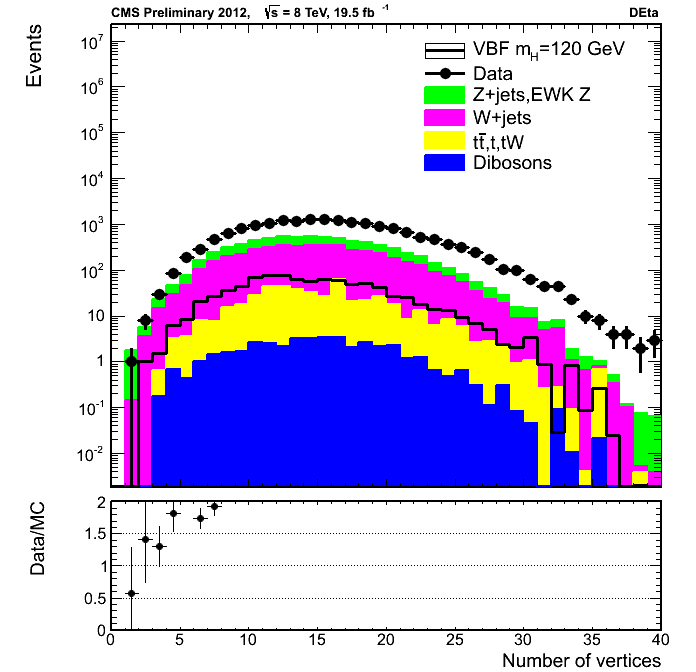 CMS Preliminary 2012, √s = 8 TeV, 19.5 fb⁻¹ DEta
Events
10⁷
10⁶
10⁵
10⁴
10³
10²
10
1
10⁻¹
10⁻²
VBF m_H=120 GeV
Data
Z+jets,EWK Z
W+jets
tt̄,t,tW
Dibosons
Data/MC
2
1.5
1
0.5
0
0 5 10 15 20 25 30 35 40
Number of vertices